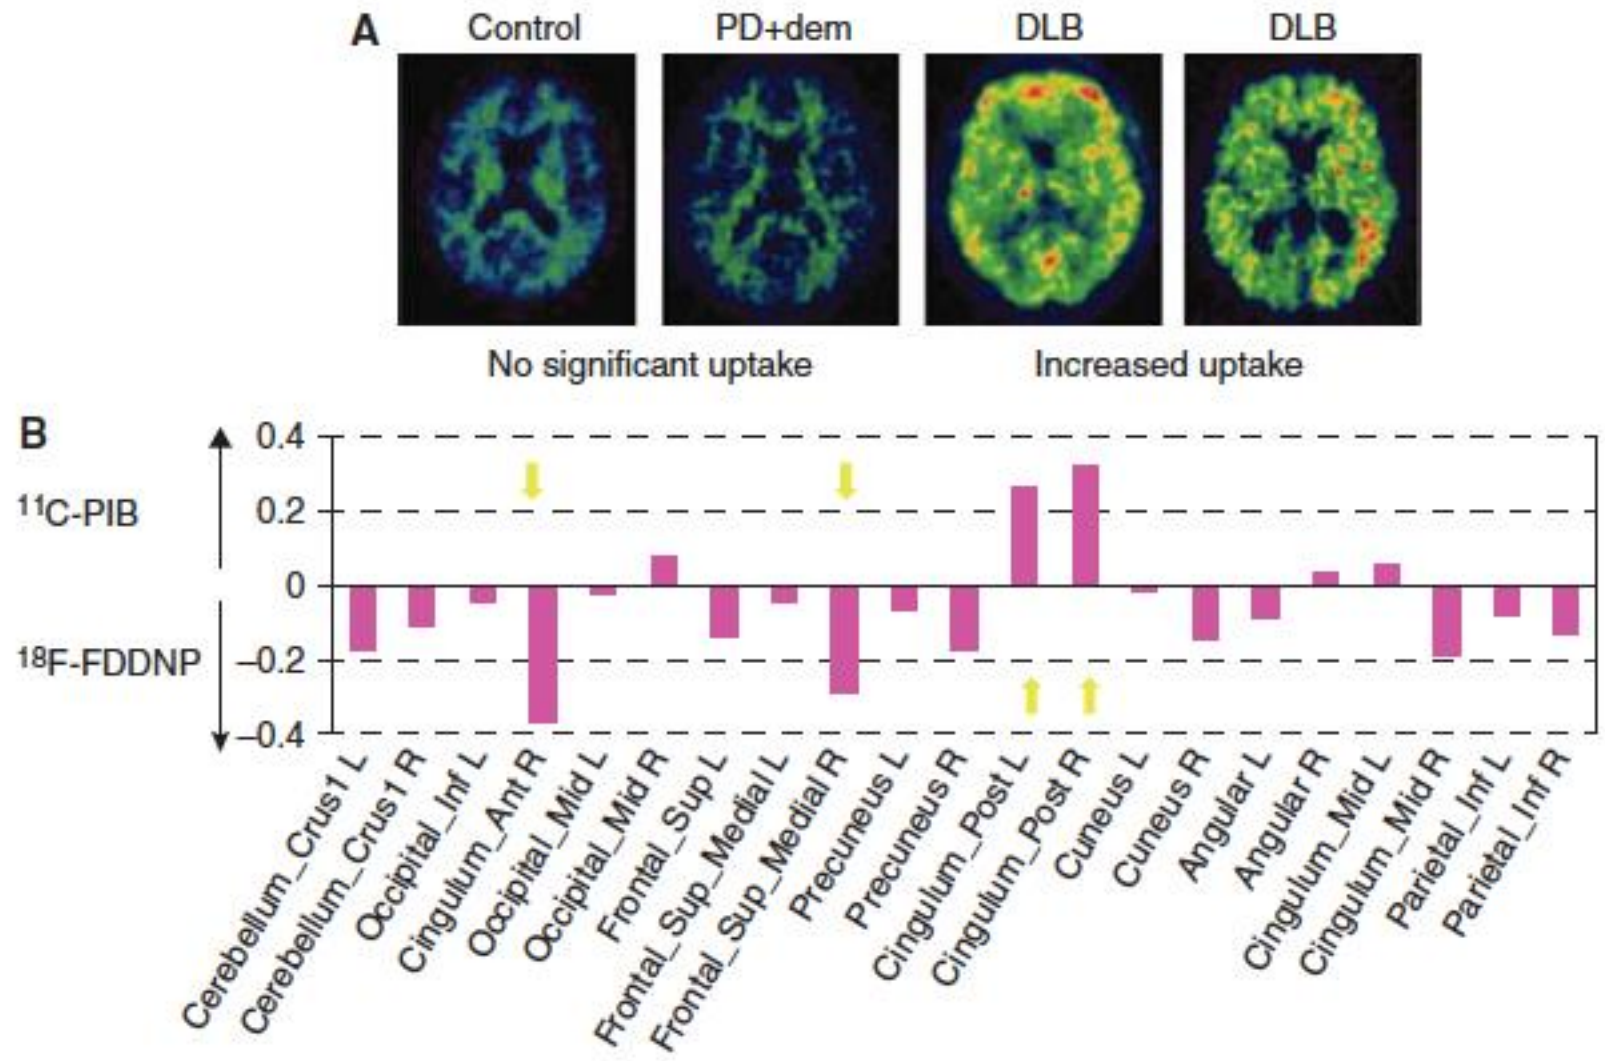 A
Control
PD+dem
DLB
DLB
No significant uptake
Increased uptake
B
0.4
0.2
0
–0.2
–0.4
11C-PIB
18F-FDDNP
Cerebellum_Crus1 L
Cerebellum_Crus1 R
Occipital_Inf L
Cingulum_Ant R
Occipital_Mid L
Occipital_Mid R
Frontal_Sup L
Frontal_Sup_Medial L
Frontal_Sup_Medial R
Precuneus L
Precuneus R
Cingulum_Post L
Cingulum_Post R
Cuneus L
Cuneus R
Angular L
Angular R
Cingulum_Mid L
Cingulum_Mid R
Parietal_Inf L
Parietal_Inf R